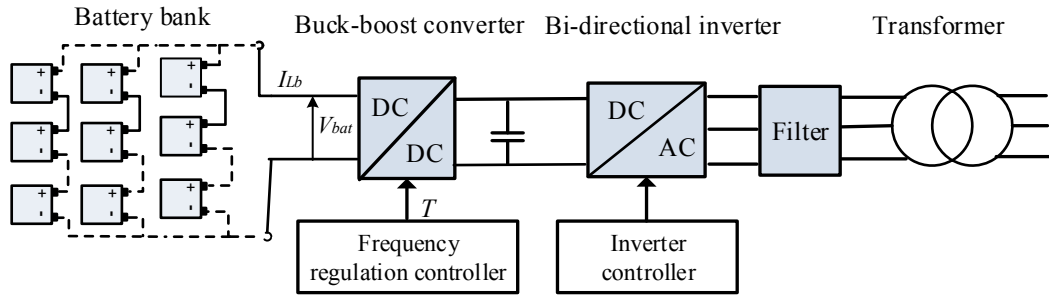 Battery bank
Buck-boost converter
Bi-directional inverter
Transformer
I_Lb
V_bat
DC
DC
DC
AC
Filter
T
Frequency
regulation controller
Inverter
controller
+
-
+
-
+
-
+
-
+
-
+
-
+
-
+
-
+
-